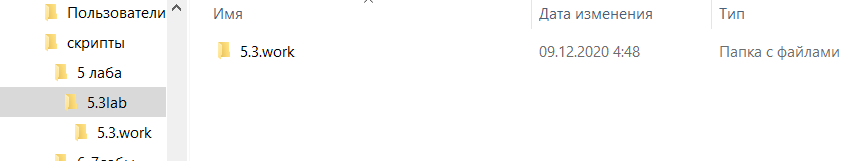 Пользователи
скрипты
5 лаба
5.3lab
5.3.work
Имя Дата изменения Тип
5.3.work 09.12.2020 4:48 Папка с файлами